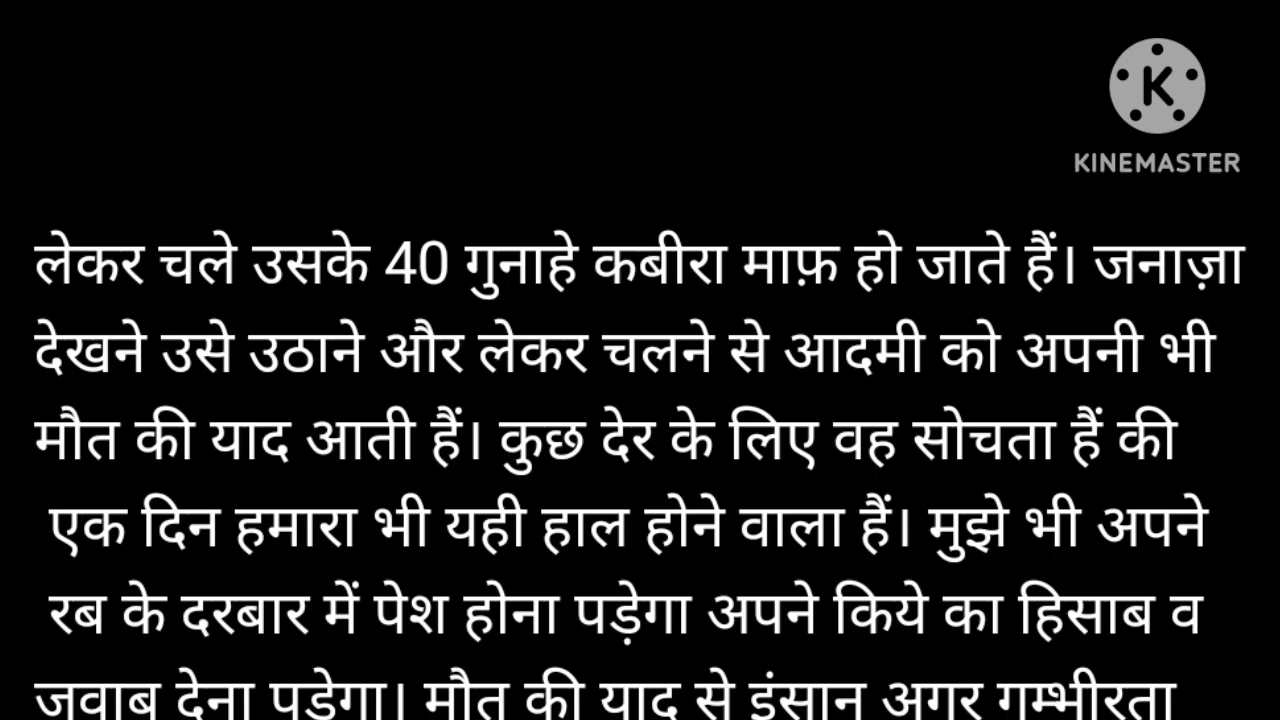 K
KINEMASTER
लेकर चले उसके 40 गुनाहे कबीरा माफ़ हो जाते हैं। जनाज़ा
देखने उसे उठाने और लेकर चलने से आदमी को अपनी भी
मौत की याद आती हैं। कुछ देर के लिए वह सोचता हैं की
एक दिन हमारा भी यही हाल होने वाला हैं। मुझे भी अपने
रब के दरबार में पेश होना पड़ेगा अपने किये का हिसाब व
जवाब देना पड़ेगा। मौत की याद से इंसान अगर गम्भीरता